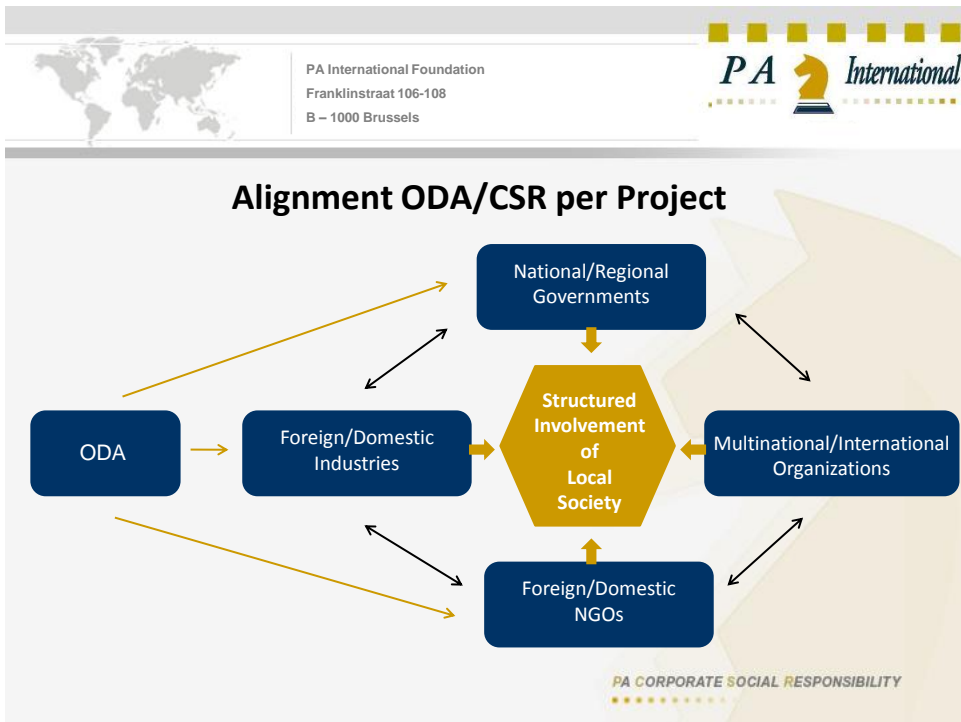 PA International Foundation
Franklinstraat 106-108
B – 1000 Brussels
PA International
Alignment ODA/CSR per Project
National/Regional
Governments
ODA
Foreign/Domestic
Industries
Structured
Involvement
of
Local
Society
Multinational/International
Organizations
Foreign/Domestic
NGOs
PA CORPORATE SOCIAL RESPONSIBILITY